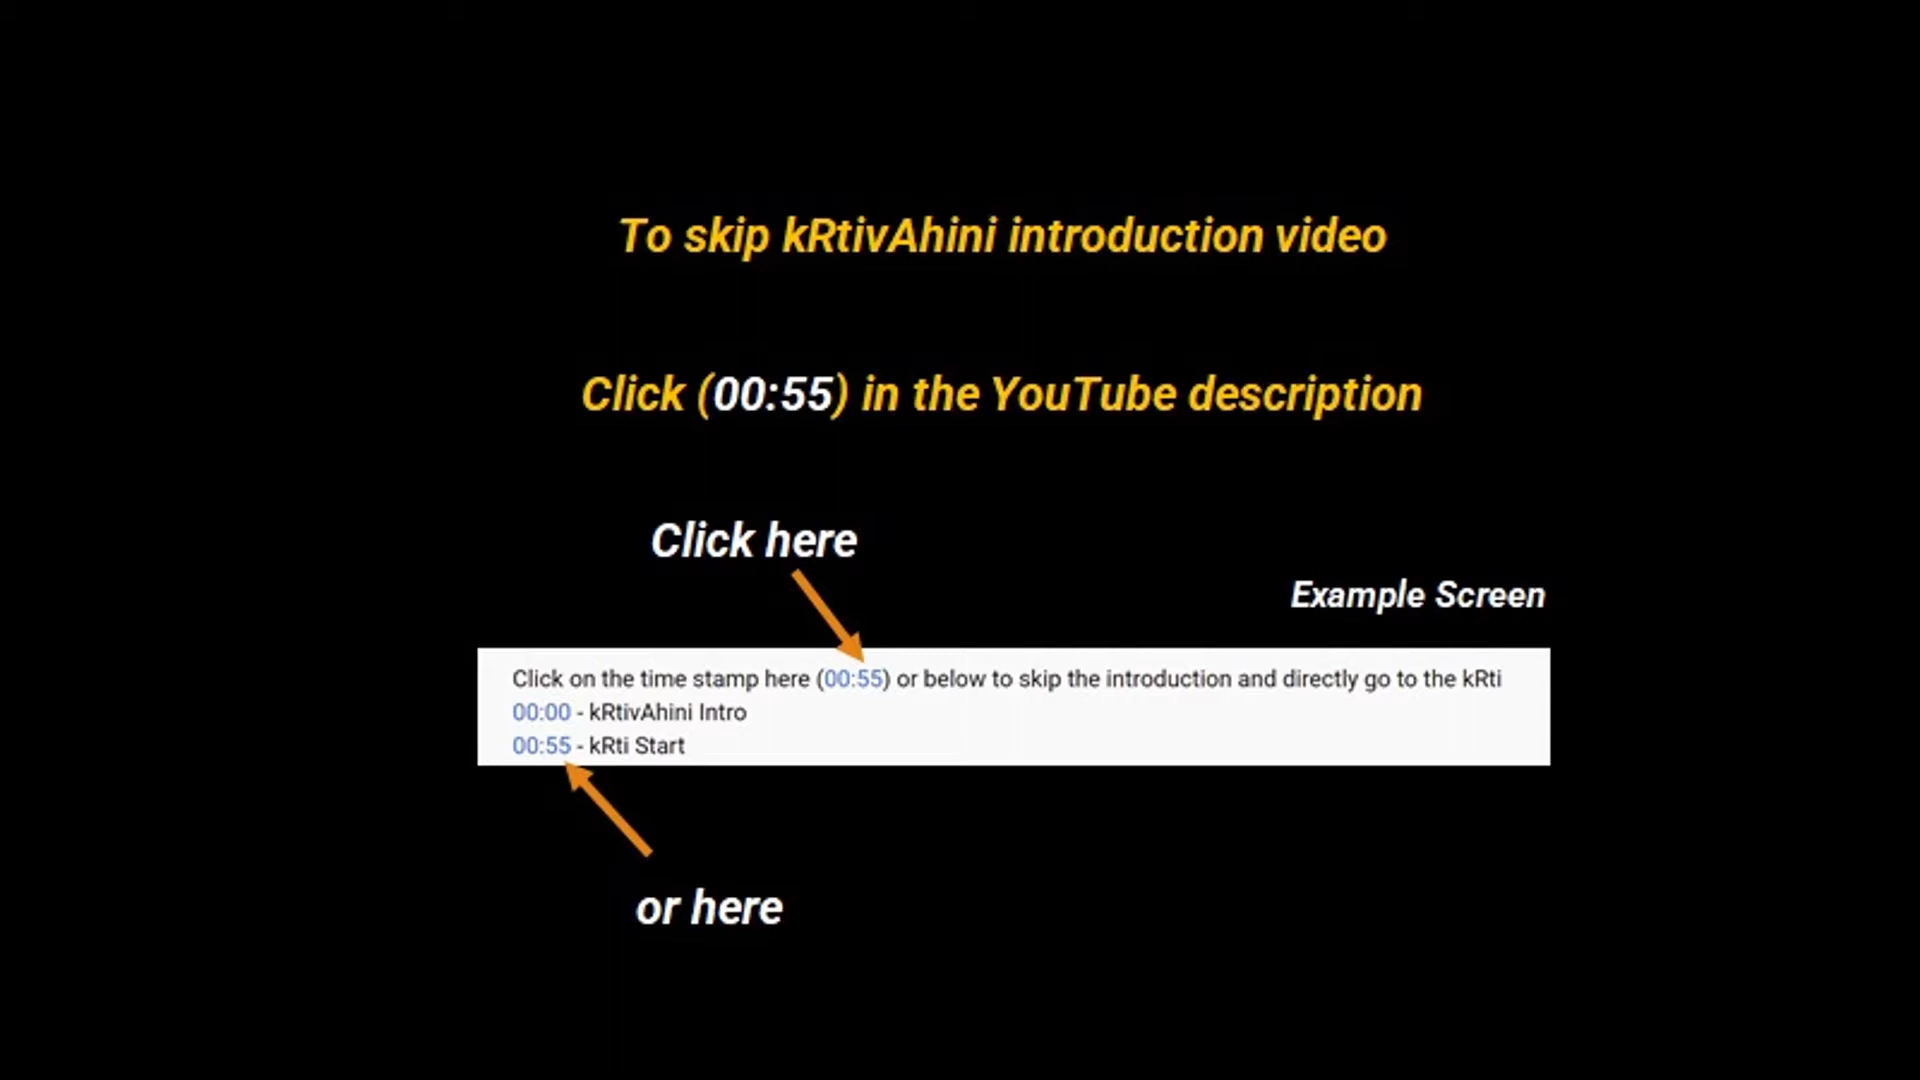 To skip kRtivAhini introduction video
Click (00:55) in the YouTube description
Click here
Example Screen
Click on the time stamp here (00:55) or below to skip the introduction and directly go to the kRti
00:00 - kRtivAhini Intro
00:55 - kRti Start
or here